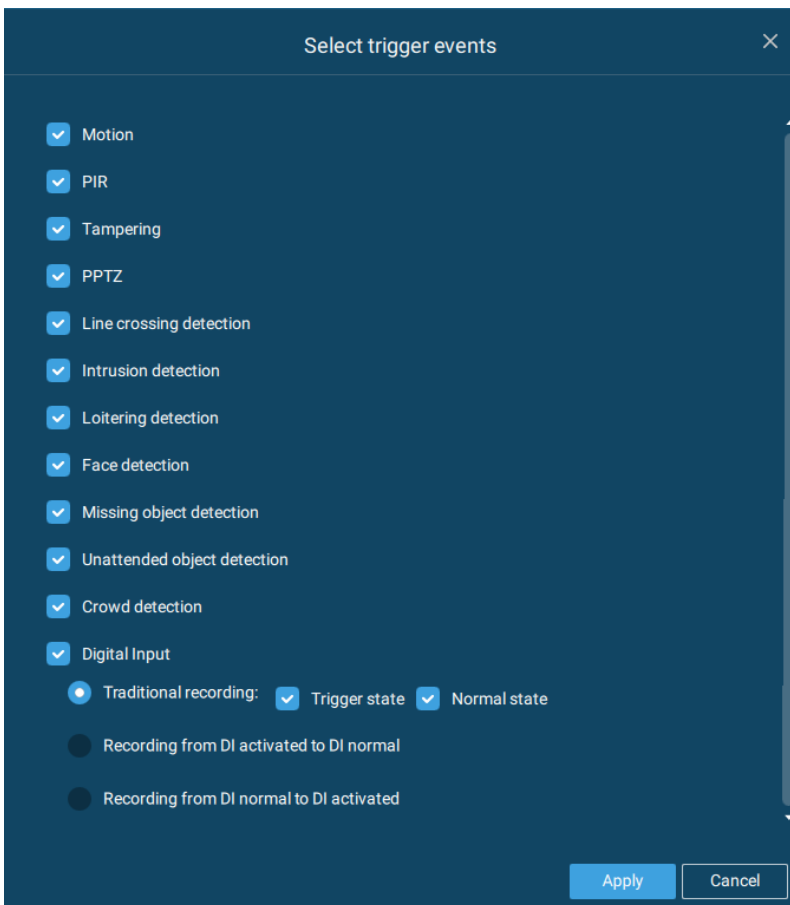 Select trigger events
Motion
PIR
Tampering
PPTZ
Line crossing detection
Intrusion detection
Loitering detection
Face detection
Missing object detection
Unattended object detection
Crowd detection
Digital Input
Traditional recording: Trigger state Normal state
Recording from DI activated to DI normal
Recording from DI normal to DI activated
Apply Cancel